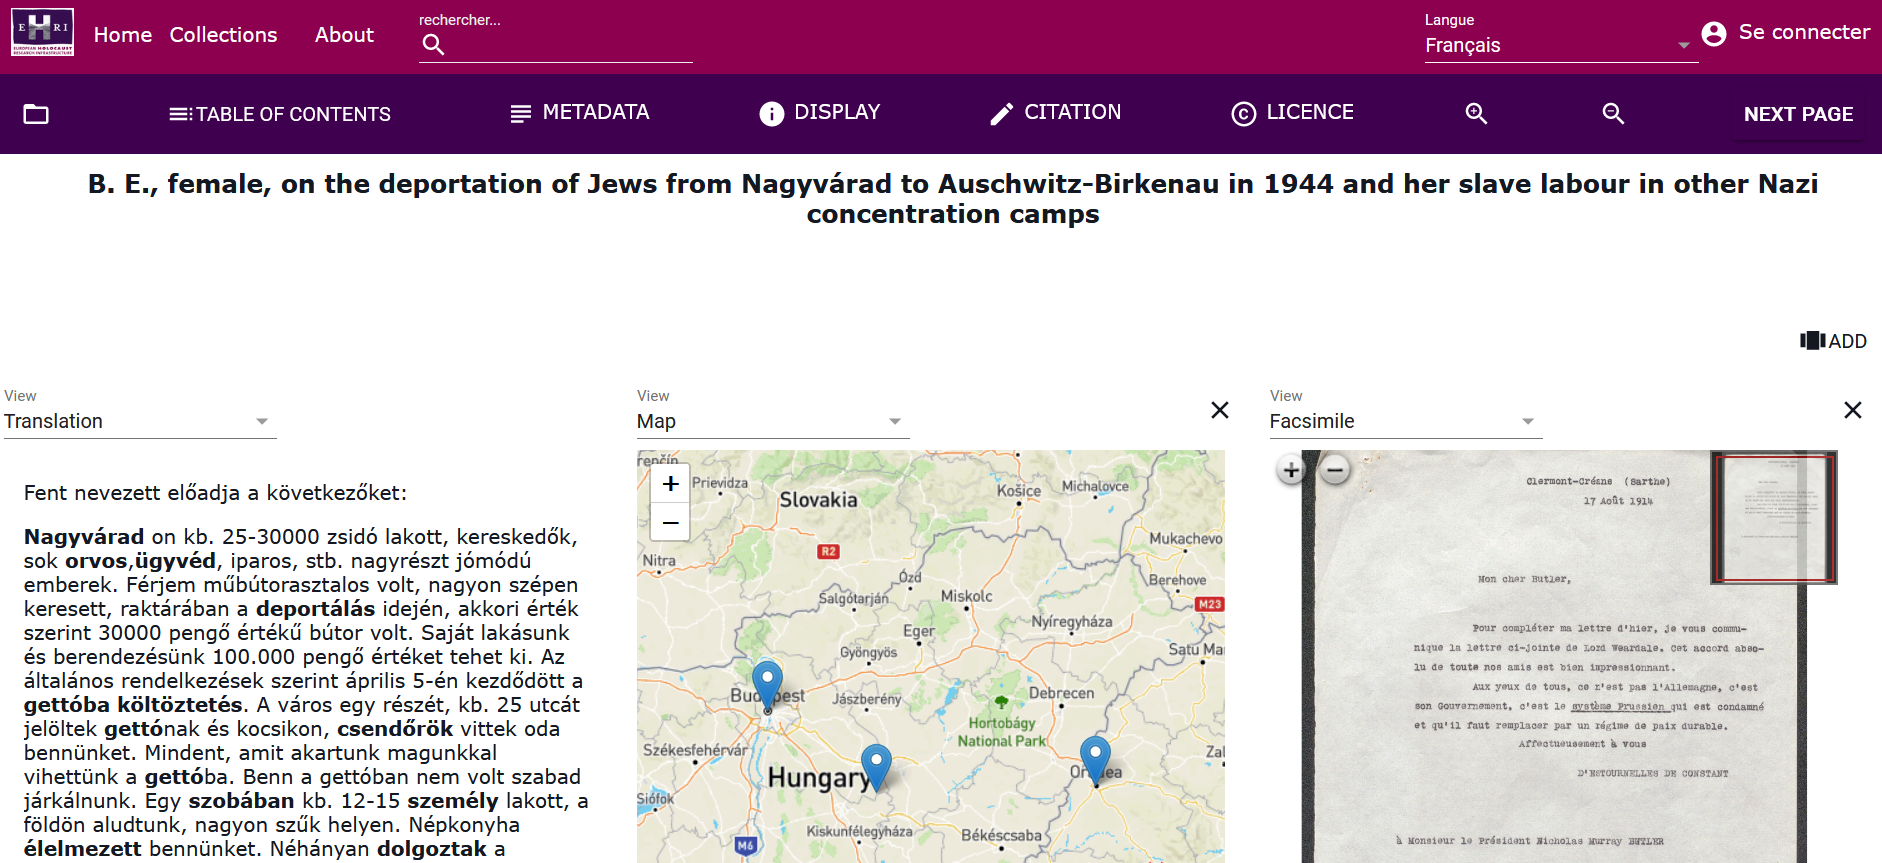 E H R I
EUROPEAN HOLOCAUST
RESEARCH INFRASTRUCTURE
Home
Collections
About
rechercher...
Langue
Français
Se connecter
TABLE OF CONTENTS
METADATA
DISPLAY
CITATION
LICENCE
NEXT PAGE
B. E., female, on the deportation of Jews from Nagyvárad to Auschwitz-Birkenau in 1944 and her slave labour in other Nazi
concentration camps
ADD
View
Translation
Fent nevezett előadja a következőket:
Nagyvárad on kb. 25-30000 zsidó lakott, kereskedők,
sok orvos,ügyvéd, iparos, stb. nagyrészt jómódú
emberek. Férjem műbútorasztalos volt, nagyon szépen
keresett, raktárában a deportálás idején, akkori érték
szerint 30000 pengő értékű bútor volt. Saját lakásunk
és berendezésünk 100.000 pengő értéket tehet ki. Az
általános rendelkezések szerint április 5-én kezdődött a
gettóba költöztetés. A város egy részét, kb. 25 utcát
jelöltek gettónak és kocsikon, csendőrök vittek oda
bennünket. Mindent, amit akartunk magunkkal
vihettünk a gettóba. Benn a gettóban nem volt szabad
járkálnunk. Egy szobában kb. 12-15 személy lakott, a
földön aludtunk, nagyon szűk helyen. Népkonyha
élelmezett bennünket. Néhányan dolgoztak a
View
Map
+
−
Prievidza
Slovakia
Košice
Michalovce
Nitra
R2
Mukachevo
Ózd
Berehove
Salgótarján
Miskolc
M23
Eger
Nyíregyháza
Gyöngyös
Satu Ma
Budapest
Jászberény
Debrecen
Hortobágy
National Park
Székesfehérvár
Zal
Hungary
Oradea
Siófok
Kiskunfélegyháza
Békéscsaba
M6
View
Facsimile
Clermont-Créans (Sarthe)
17 Août 1914
Mon cher Butler,
Pour compléter ma lettre d'hier, je vous commu-
nique la lettre ci-jointe de Lord Weardale. Cet accord abso-
lu de toute nos amis est bien impressionnant.
Aux yeux de tous, ce n'est pas l'Allemagne, c'est
son Gouvernement, c'est le système Prussien qui est condamné
et qu'il faut remplacer par un régime de paix durable.
Affectueusement à vous
D'ESTOURNELLES DE CONSTANT
à Monsieur le Président Nicholas Murray BUTLER